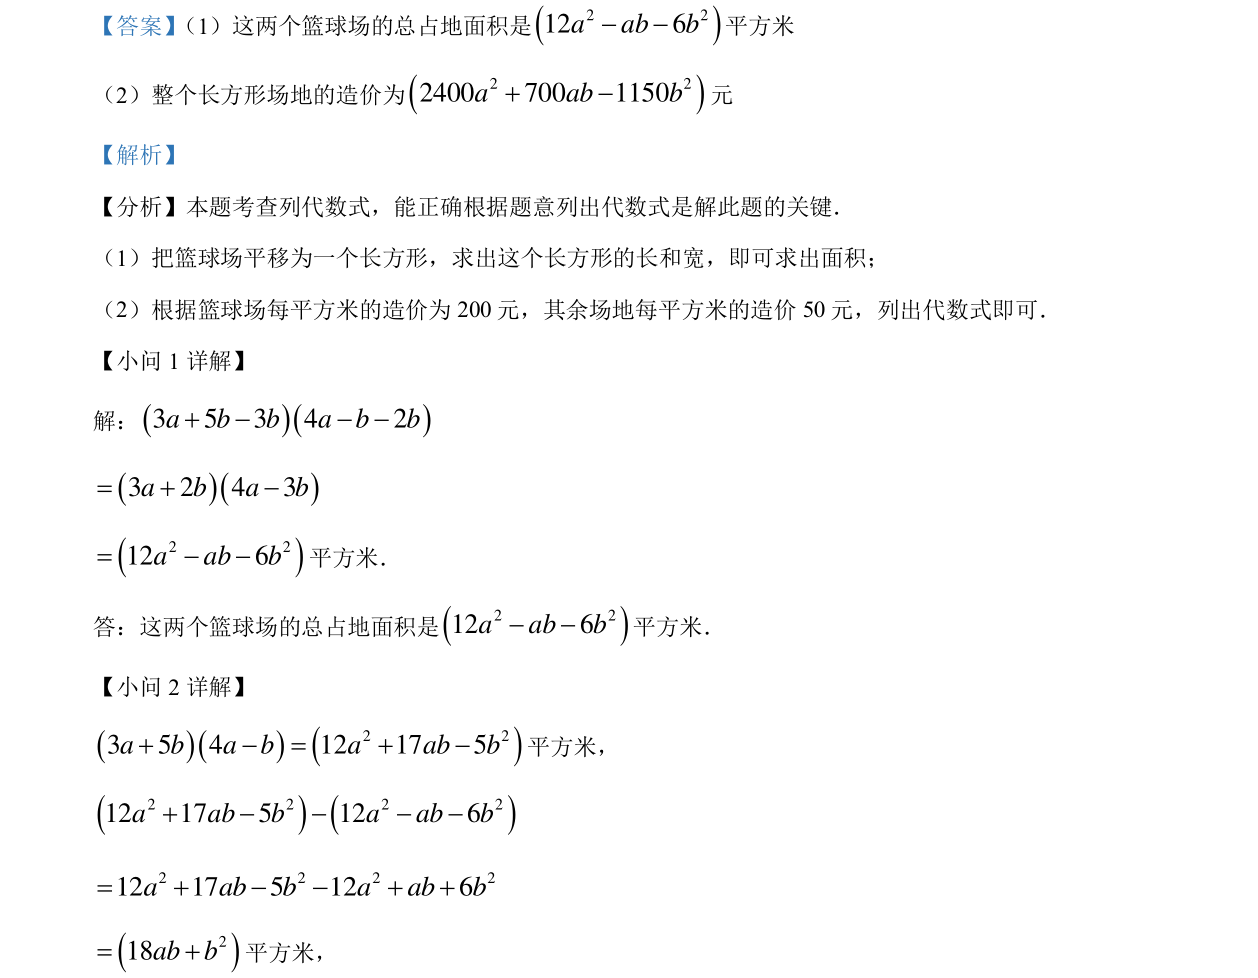 【答案】（1）这两个篮球场的总占地面积是(12a² − ab − 6b²)平方米
（2）整个长方形场地的造价为(2400a² + 700ab − 1150b²)元
【解析】
【分析】本题考查列代数式，能正确根据题意列出代数式是解此题的关键．
（1）把篮球场平移为一个长方形，求出这个长方形的长和宽，即可求出面积；
（2）根据篮球场每平方米的造价为 200 元，其余场地每平方米的造价 50 元，列出代数式即可．
【小问 1 详解】
解：(3a + 5b − 3b)(4a − b − 2b)
= (3a + 2b)(4a − 3b)
= (12a² − ab − 6b²)平方米．
答：这两个篮球场的总占地面积是(12a² − ab − 6b²)平方米．
【小问 2 详解】
(3a + 5b)(4a − b) = (12a² + 17ab − 5b²)平方米，
(12a² + 17ab − 5b²) − (12a² − ab − 6b²)
= 12a² + 17ab − 5b² − 12a² + ab + 6b²
= (18ab + b²)平方米，